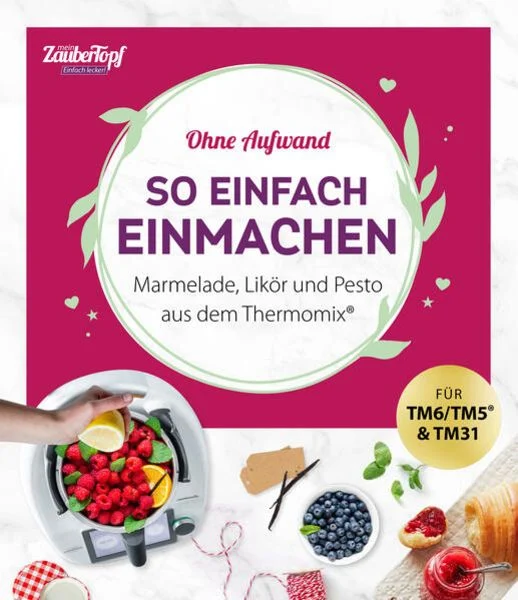 mein
ZAUBERTOPF
Einfach lecker!
Ohne Aufwand
SO EINFACH
EINMACHEN
Marmelade, Likör und Pesto
aus dem Thermomix®
FÜR
TM6/TM5®
& TM31